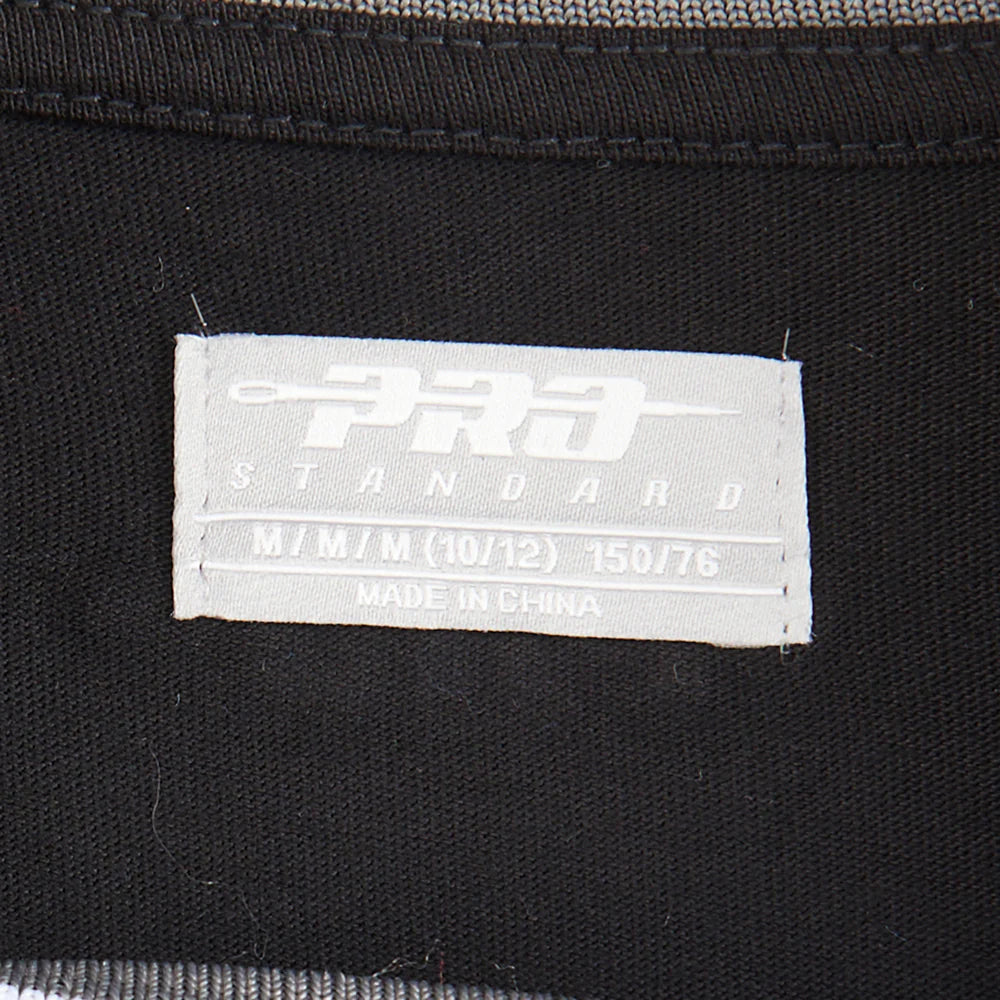 PRO
STANDARD
M/M/M (10/12) 150/76
MADE IN CHINA